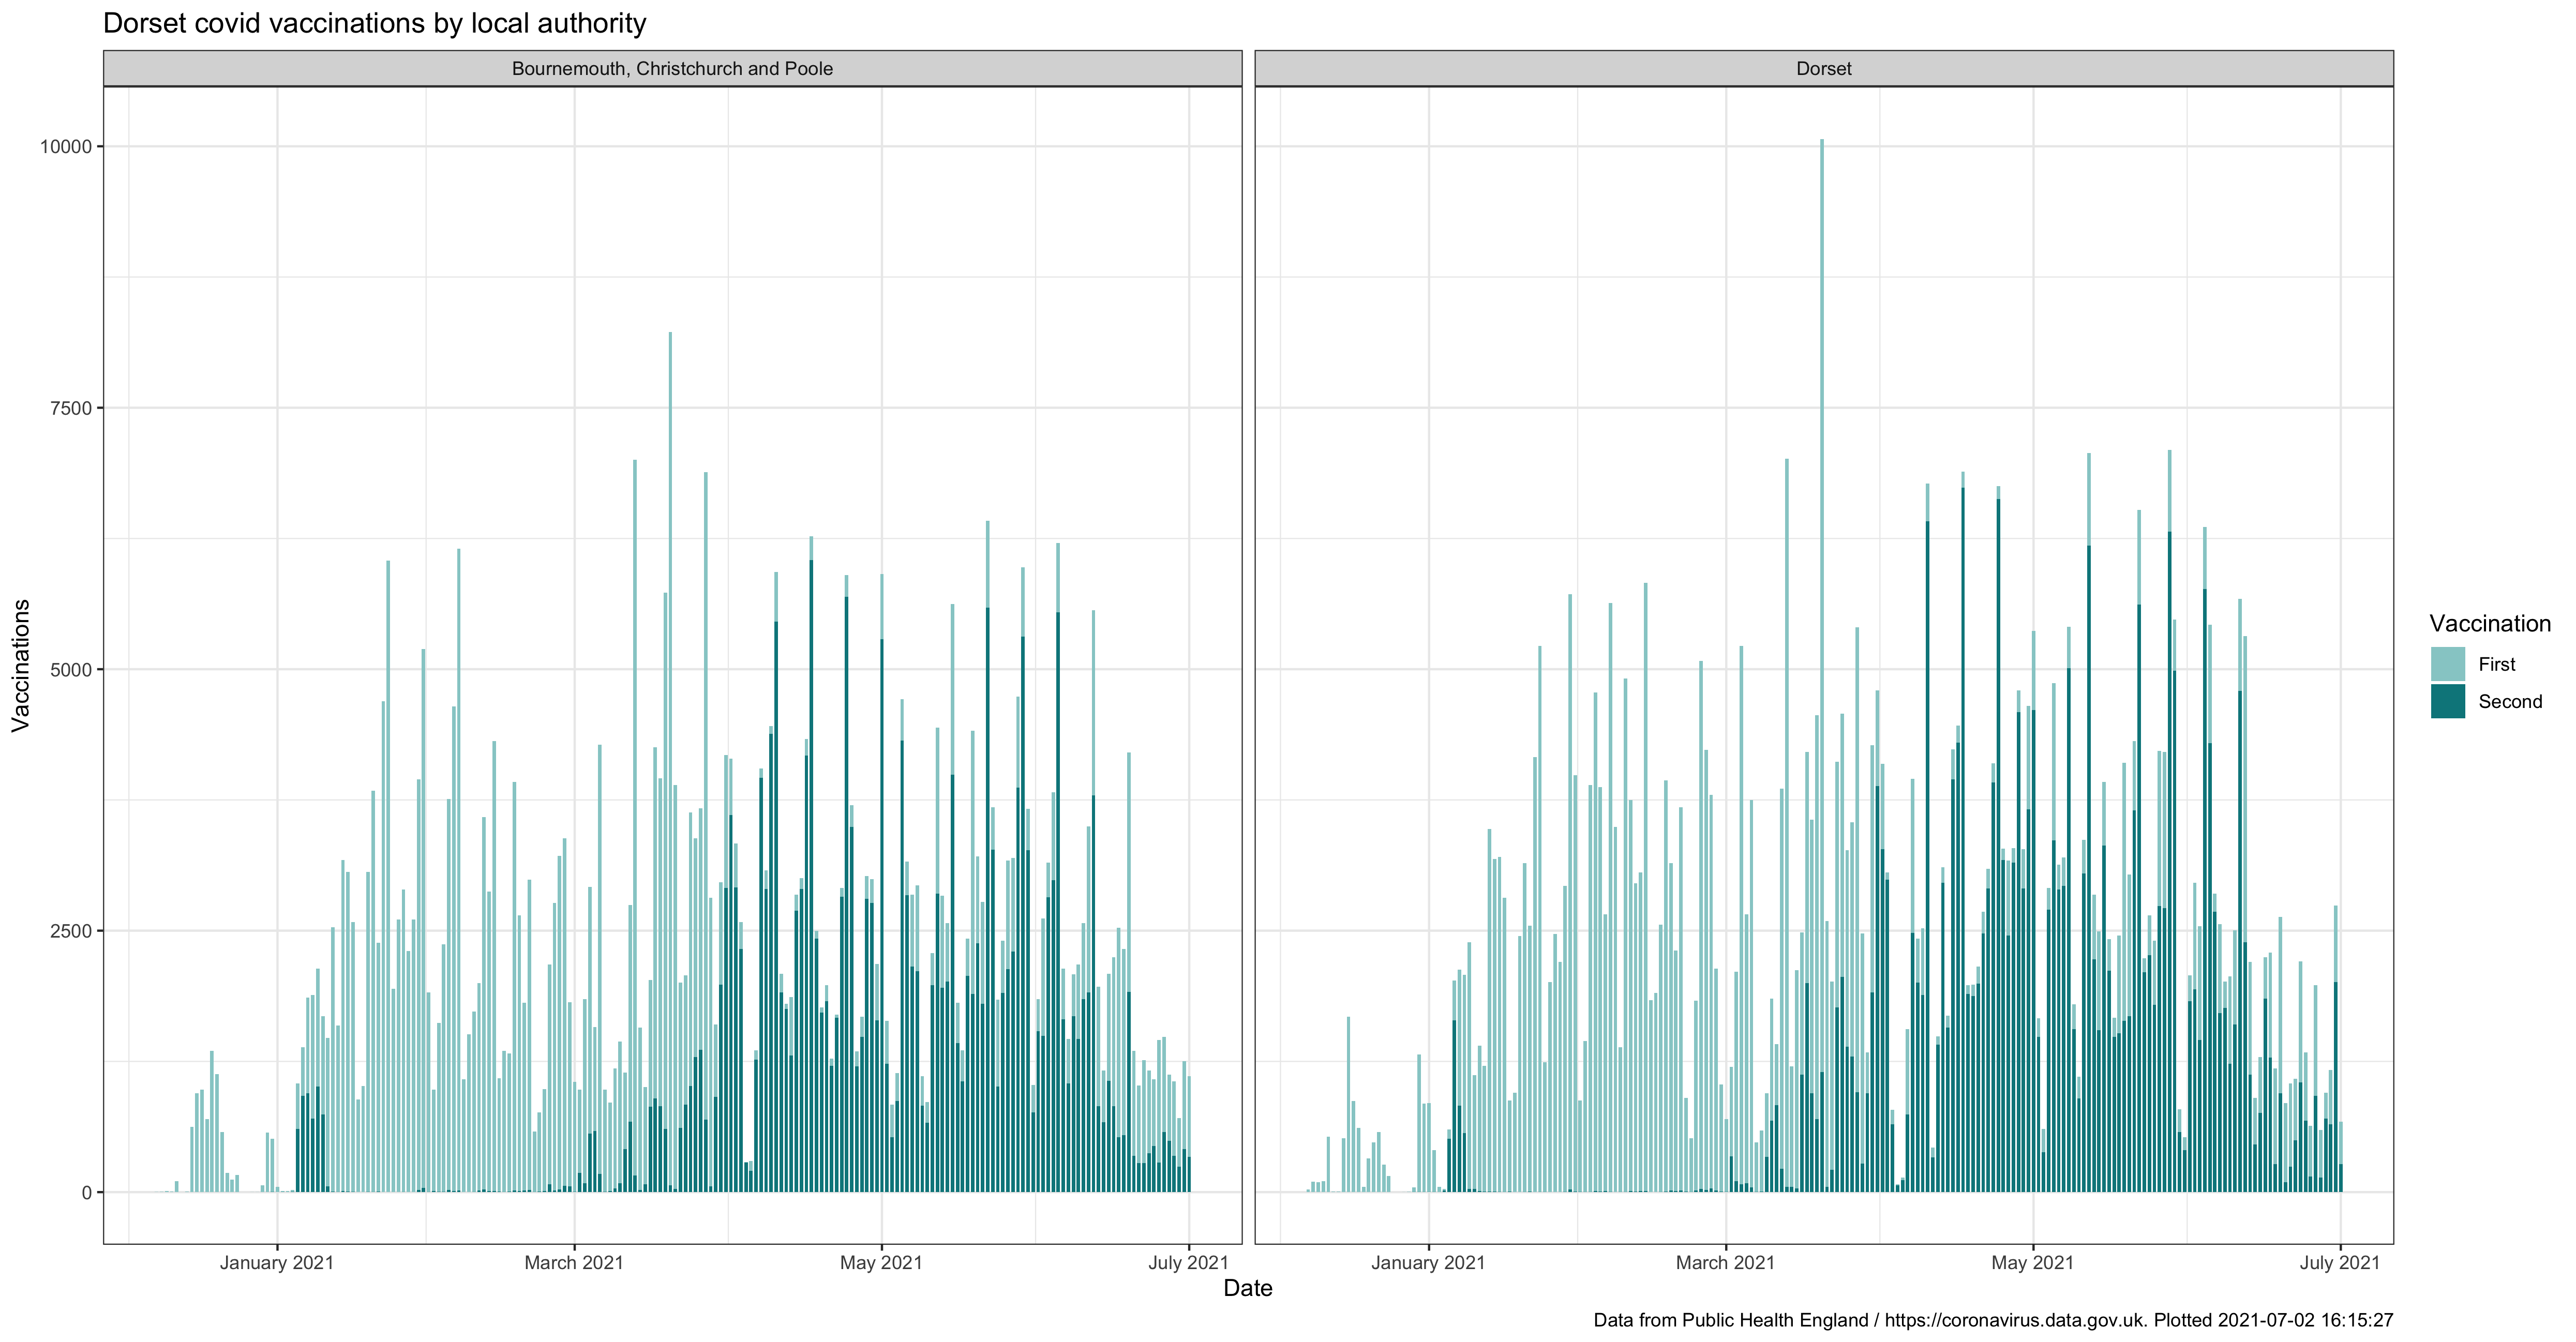 Dorset covid vaccinations by local authority
Bournemouth, Christchurch and Poole
Dorset
10000
7500
5000
2500
0
Vaccinations
January 2021
March 2021
May 2021
July 2021
January 2021
March 2021
May 2021
July 2021
Date
Vaccination
First
Second
Data from Public Health England / https://coronavirus.data.gov.uk. Plotted 2021-07-02 16:15:27